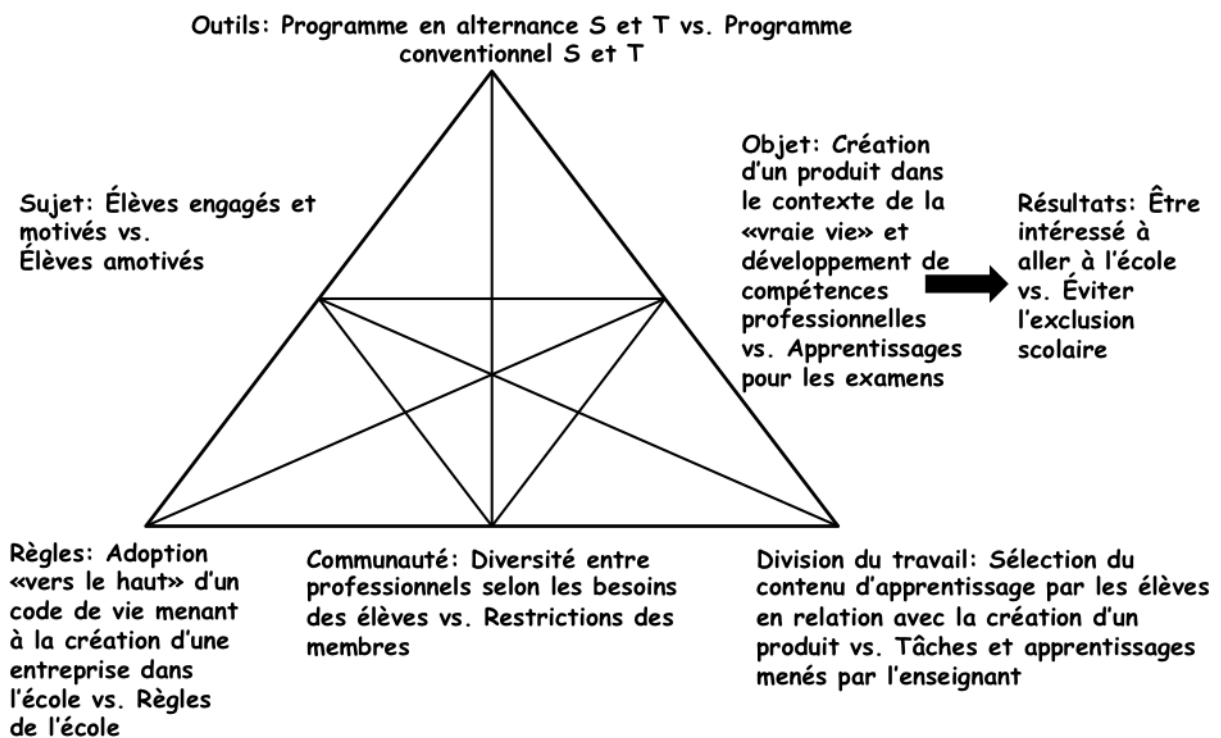 Outils: Programme en alternance S et T vs. Programme
conventionnel S et T
Sujet: Élèves engagés et
motivés vs.
Élèves amotivés
Objet: Création
d'un produit dans
le contexte de la
«vraie vie» et
développement de
compétences
professionnelles
vs. Apprentissages
pour les examens
Résultats: Être
intéressé à
aller à l'école
vs. Éviter
l'exclusion
scolaire
Règles: Adoption
«vers le haut» d'un
code de vie menant
à la création d'une
entreprise dans
l'école vs. Règles
de l'école
Communauté: Diversité entre
professionnels selon les besoins
des élèves vs. Restrictions des
membres
Division du travail: Sélection du
contenu d'apprentissage par les élèves
en relation avec la création d'un
produit vs. Tâches et apprentissages
menés par l'enseignant